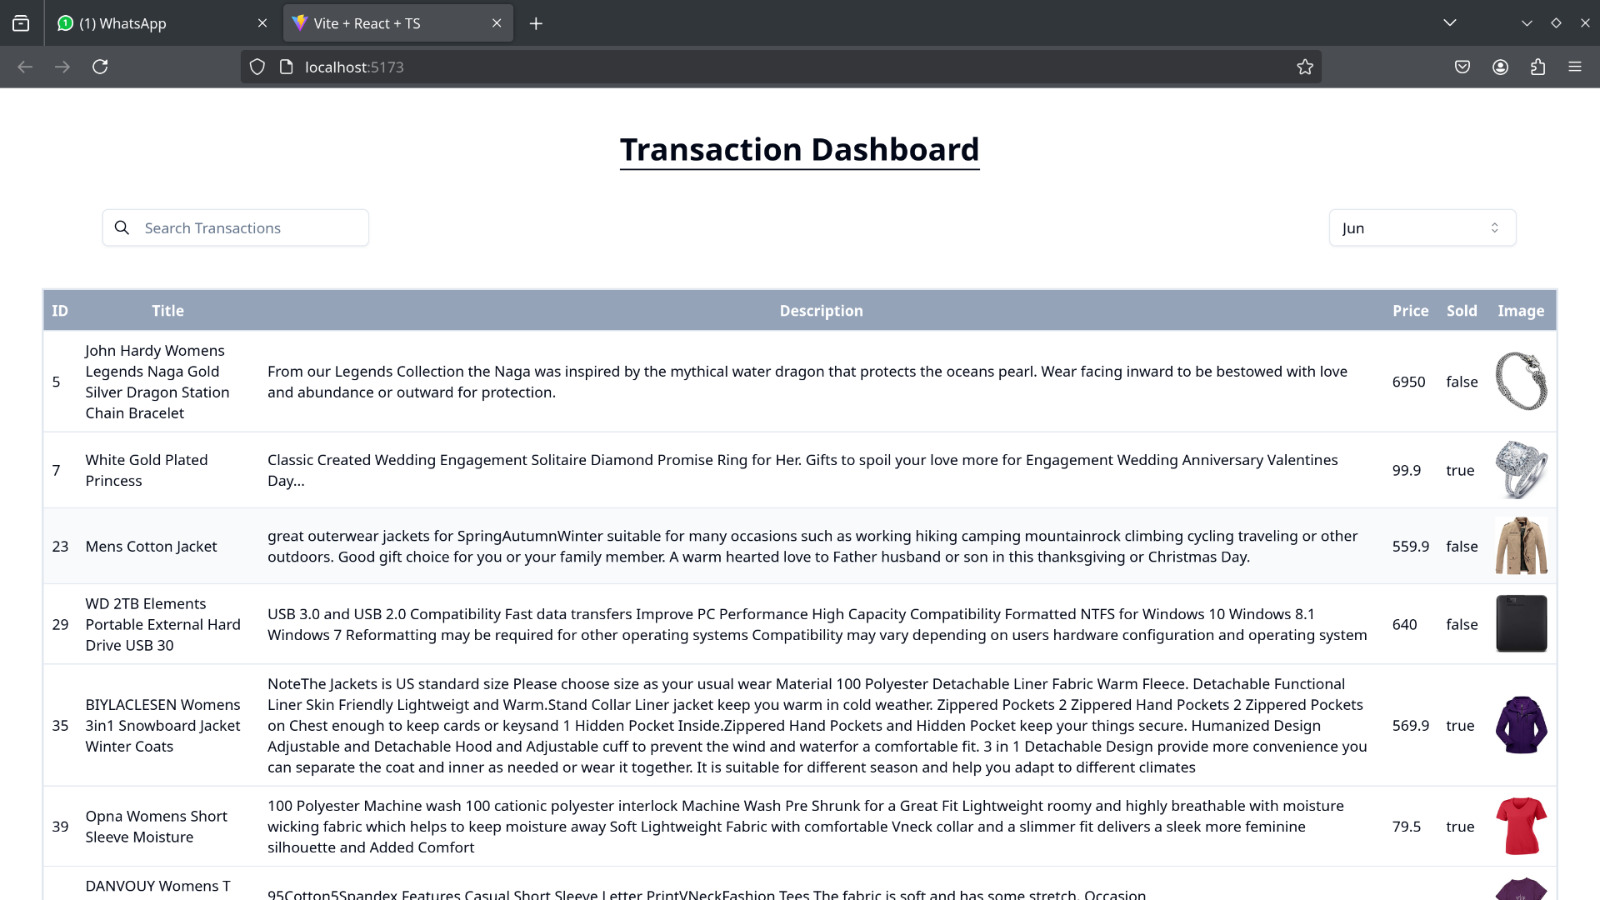 (1) WhatsApp
Vite + React + TS
localhost:5173
Transaction Dashboard
Search Transactions
Jun
ID Title Description Price Sold Image
5
John Hardy Womens
Legends Naga Gold
Silver Dragon Station
Chain Bracelet
From our Legends Collection the Naga was inspired by the mythical water dragon that protects the oceans pearl. Wear facing inward to be bestowed with love
and abundance or outward for protection.
6950 false
7
White Gold Plated
Princess
Classic Created Wedding Engagement Solitaire Diamond Promise Ring for Her. Gifts to spoil your love more for Engagement Wedding Anniversary Valentines
Day...
99.9 true
23
Mens Cotton Jacket
great outerwear jackets for SpringAutumnWinter suitable for many occasions such as working hiking camping mountainrock climbing cycling traveling or other
outdoors. Good gift choice for you or your family member. A warm hearted love to Father husband or son in this thanksgiving or Christmas Day.
559.9 false
29
WD 2TB Elements
Portable External Hard
Drive USB 30
USB 3.0 and USB 2.0 Compatibility Fast data transfers Improve PC Performance High Capacity Compatibility Formatted NTFS for Windows 10 Windows 8.1
Windows 7 Reformatting may be required for other operating systems Compatibility may vary depending on users hardware configuration and operating system
640 false
35
BIYLACLESEN Womens
3in1 Snowboard Jacket
Winter Coats
NoteThe Jackets is US standard size Please choose size as your usual wear Material 100 Polyester Detachable Liner Fabric Warm Fleece. Detachable Functional
Liner Skin Friendly Lightweigt and Warm.Stand Collar Liner jacket keep you warm in cold weather. Zippered Pockets 2 Zippered Hand Pockets 2 Zippered Pockets
on Chest enough to keep cards or keysand 1 Hidden Pocket Inside.Zippered Hand Pockets and Hidden Pocket keep your things secure. Humanized Design
Adjustable and Detachable Hood and Adjustable cuff to prevent the wind and waterfor a comfortable fit. 3 in 1 Detachable Design provide more convenience you
can separate the coat and inner as needed or wear it together. It is suitable for different season and help you adapt to different climates
569.9 true
39
Opna Womens Short
Sleeve Moisture
100 Polyester Machine wash 100 cationic polyester interlock Machine Wash Pre Shrunk for a Great Fit Lightweight roomy and highly breathable with moisture
wicking fabric which helps to keep moisture away Soft Lightweight Fabric with comfortable Vneck collar and a slimmer fit delivers a sleek more feminine
silhouette and Added Comfort
79.5 true
DANVOUY Womens T
95Cotton5Spandex Features Casual Short Sleeve Letter PrintVNeckFashion Tees The fabric is soft and has some stretch. Occasion